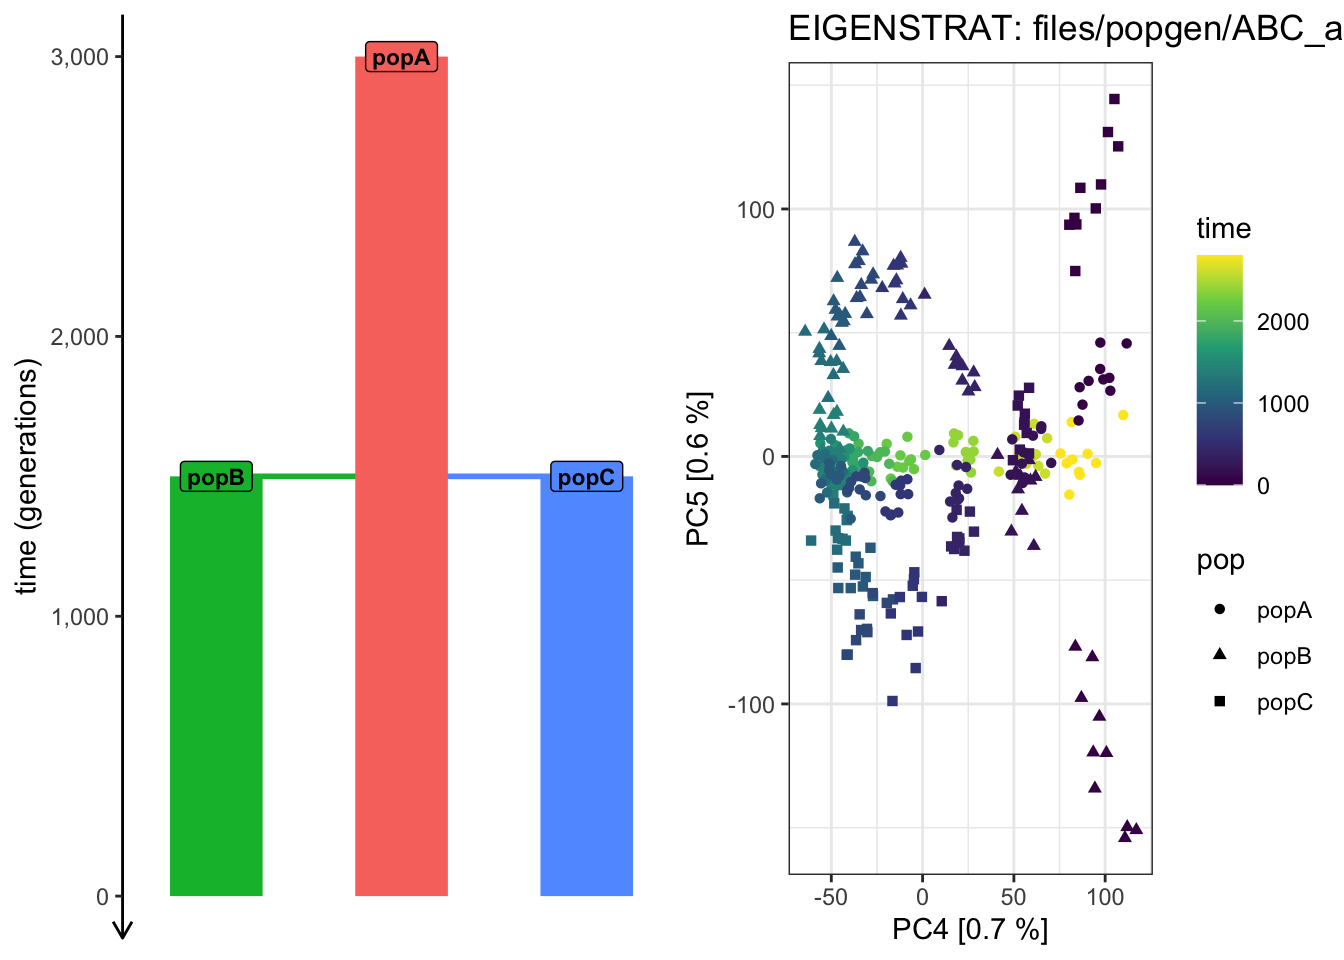 time (generations)
3,000
2,000
1,000
0
popA
popB
popC
EIGENSTRAT: files/popgen/ABC_a
PC5 [0.6 %]
100
0
-100
-50
0
50
100
PC4 [0.7 %]
time
2000
1000
0
pop
popA
popB
popC